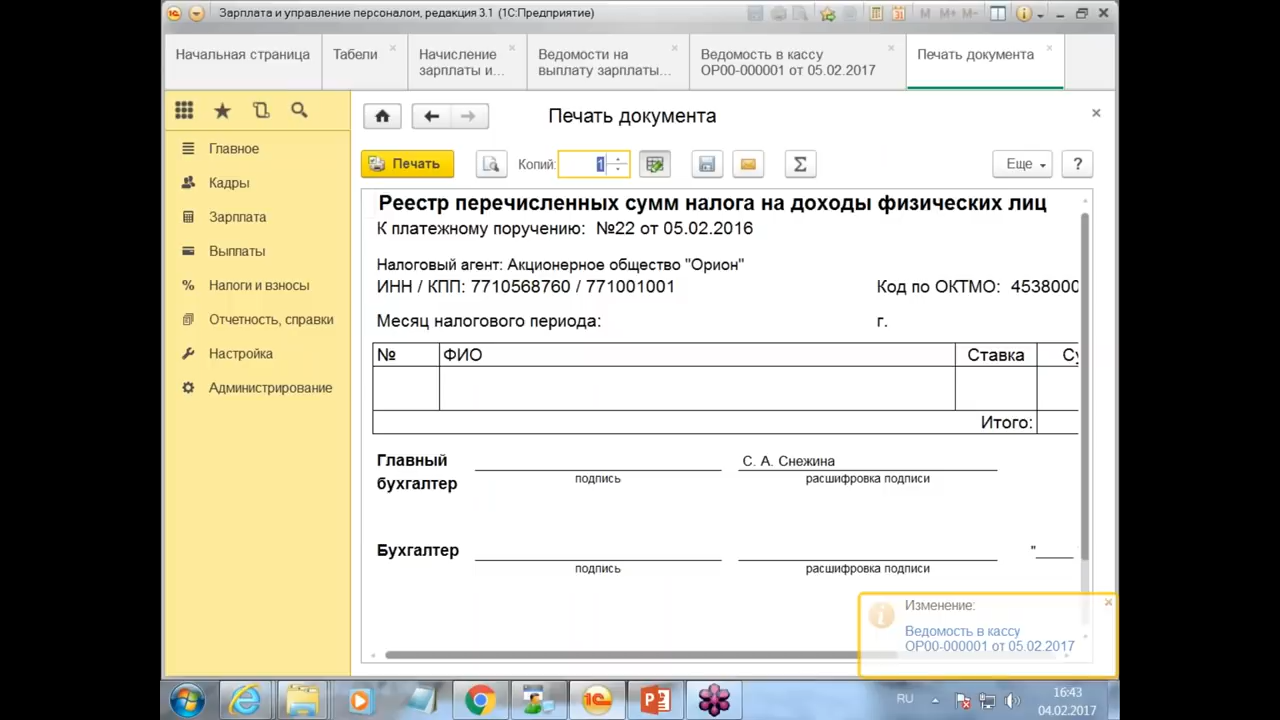 Зарплата и управление персоналом, редакция 3.1 (1С:Предприятие)
M M+ M-
Начальная страница
Табели
Начисление зарплаты и...
Ведомости на выплату зарплаты...
Ведомость в кассу ОР00-000001 от 05.02.2017
Печать документа
Главное
Кадры
Зарплата
Выплаты
Налоги и взносы
Отчетность, справки
Настройка
Администрирование
Печать документа
Печать
Копий:
1
Σ
Еще
?
Реестр перечисленных сумм налога на доходы физических лиц
К платежному поручению: №22 от 05.02.2016
Налоговый агент: Акционерное общество "Орион"
ИНН / КПП: 7710568760 / 771001001
Код по ОКТМО: 4538000
Месяц налогового периода:
г.
№ ФИО Ставка Су
Итого:
Главный бухгалтер
С. А. Снежина
подпись
расшифровка подписи
Бухгалтер
"
подпись
расшифровка подписи
Изменение:
Ведомость в кассу
ОР00-000001 от 05.02.2017
RU
16:43
04.02.2017